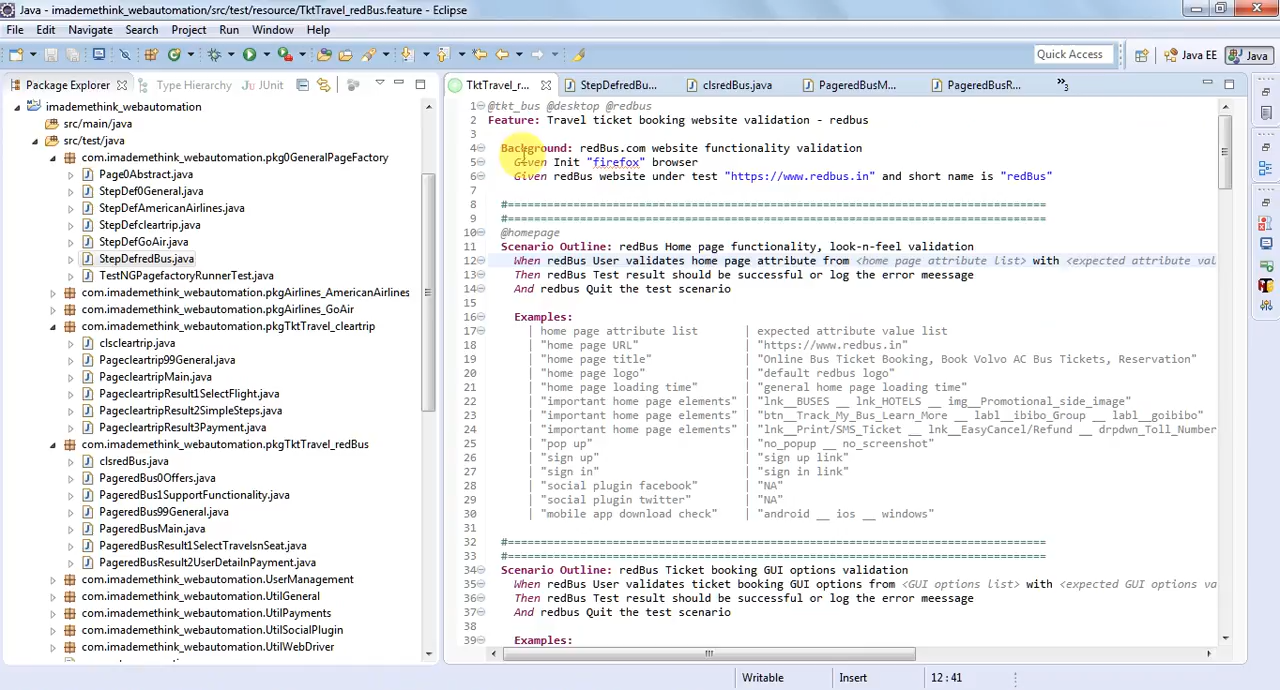 Java - imademethink_webautomation/src/test/resource/TktTravel_redBus.feature - Eclipse
File Edit Navigate Search Project Run Window Help
Quick Access
Java EE
Java
Package Explorer
Type Hierarchy
JUnit
imademethink_webautomation
src/main/java
src/test/java
com.imademethink_webautomation.pkg0GeneralPageFactory
Page0Abstract.java
StepDef0General.java
StepDefAmericanAirlines.java
StepDefcleartrip.java
StepDefGoAir.java
StepDefredBus.java
TestNGPagefactoryRunnerTest.java
com.imademethink_webautomation.pkgAirlines_AmericanAirlines
com.imademethink_webautomation.pkgAirlines_GoAir
com.imademethink_webautomation.pkgTktTravel_cleartrip
clscleartrip.java
Pagecleartrip99General.java
PagecleartripMain.java
PagecleartripResult1SelectFlight.java
PagecleartripResult2SimpleSteps.java
PagecleartripResult3Payment.java
com.imademethink_webautomation.pkgTktTravel_redBus
clsredBus.java
PageredBus0Offers.java
PageredBus1SupportFunctionality.java
PageredBus99General.java
PageredBusMain.java
PageredBusResult1SelectTravelsnSeat.java
PageredBusResult2UserDetailnPayment.java
com.imademethink_webautomation.UserManagement
com.imademethink_webautomation.UtilGeneral
com.imademethink_webautomation.UtilPayments
com.imademethink_webautomation.UtilSocialPlugin
com.imademethink_webautomation.UtilWebDriver
TktTravel_r...
StepDefredBu...
clsredBus.java
PageredBusM...
PageredBusR...
3
1 @tkt_bus @desktop @redbus
2 Feature: Travel ticket booking website validation - redbus
3
4 Background: redBus.com website functionality validation
5 Given Init "firefox" browser
6 Given redBus website under test "https://www.redbus.in" and short name is "redBus"
7
8 #=============================================================================
9 #=============================================================================
10 @homepage
11 Scenario Outline: redBus Home page functionality, look-n-feel validation
12 When redBus User validates home page attribute from <home page attribute list> with <expected attribute val
13 Then redBus Test result should be successful or log the error meessage
14 And redbus Quit the test scenario
15
16 Examples:
17 | home page attribute list | expected attribute value list
18 | "home page URL" | "https://www.redbus.in"
19 | "home page title" | "Online Bus Ticket Booking, Book Volvo AC Bus Tickets, Reservation"
20 | "home page logo" | "default redbus logo"
21 | "home page loading time" | "general home page loading time"
22 | "important home page elements" | "lnk__BUSES __ lnk_HOTELS __ img__Promotional_side_image"
23 | "important home page elements" | "btn__Track_My_Bus_Learn_More __ labl__ibibo_Group __ labl__goibibo"
24 | "important home page elements" | "lnk__Print/SMS_Ticket __ lnk__EasyCancel/Refund __ drpdwn_Toll_Number
25 | "pop up" | "no_popup __ no_screenshot"
26 | "sign up" | "sign up link"
27 | "sign in" | "sign in link"
28 | "social plugin facebook" | "NA"
29 | "social plugin twitter" | "NA"
30 | "mobile app download check" | "android __ ios __ windows"
31
32 #=============================================================================
33 #=============================================================================
34 Scenario Outline: redBus Ticket booking GUI options validation
35 When redBus User validates ticket booking GUI options from <GUI options list> with <expected GUI options va
36 Then redBus Test result should be successful or log the error meessage
37 And redbus Quit the test scenario
39 Examples:
Writable Insert 12:41